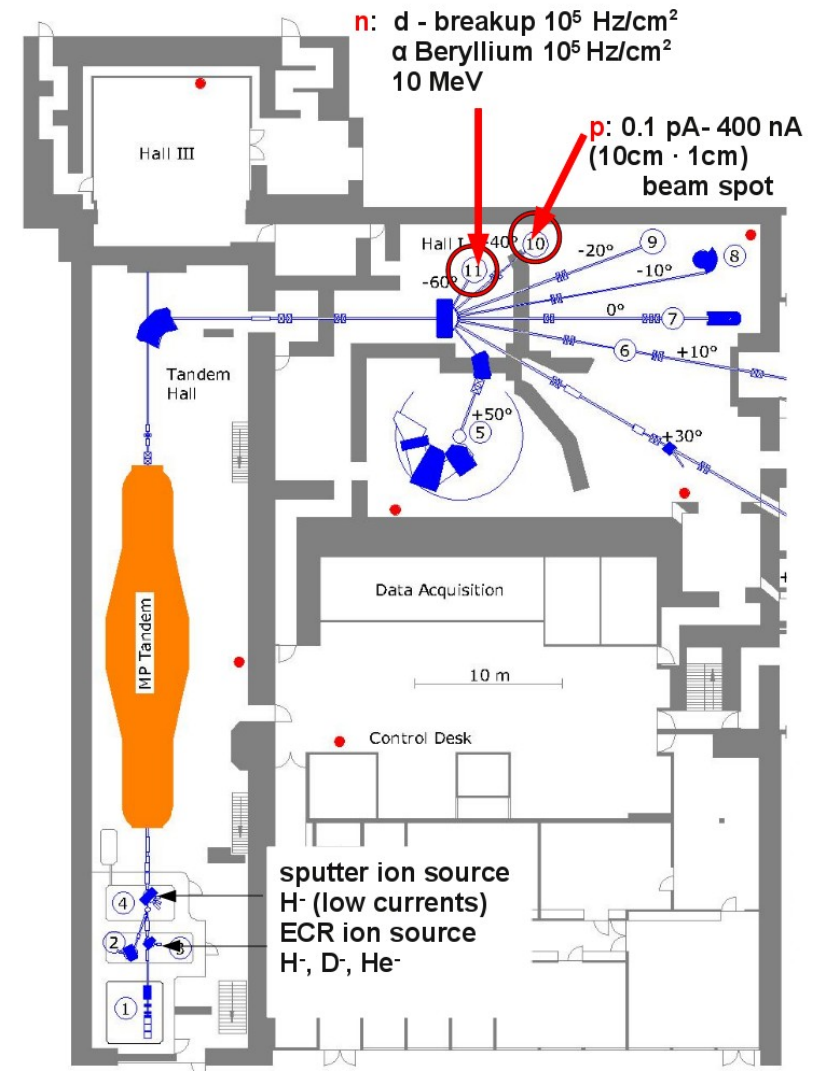 n: d - breakup 10⁵ Hz/cm²
α Beryllium 10⁵ Hz/cm²
10 MeV
p: 0.1 pA- 400 nA
(10cm · 1cm)
beam spot
Hall III
Hall I
-40°
10
9
-20°
8
-10°
11
-60°
0°
7
6
+10°
Tandem
Hall
+50°
5
+30°
Data Acquisition
MP Tandem
10 m
Control Desk
+
sputter ion source
H⁻ (low currents)
ECR ion source
H⁻, D⁻, He⁻
4
2
3
1